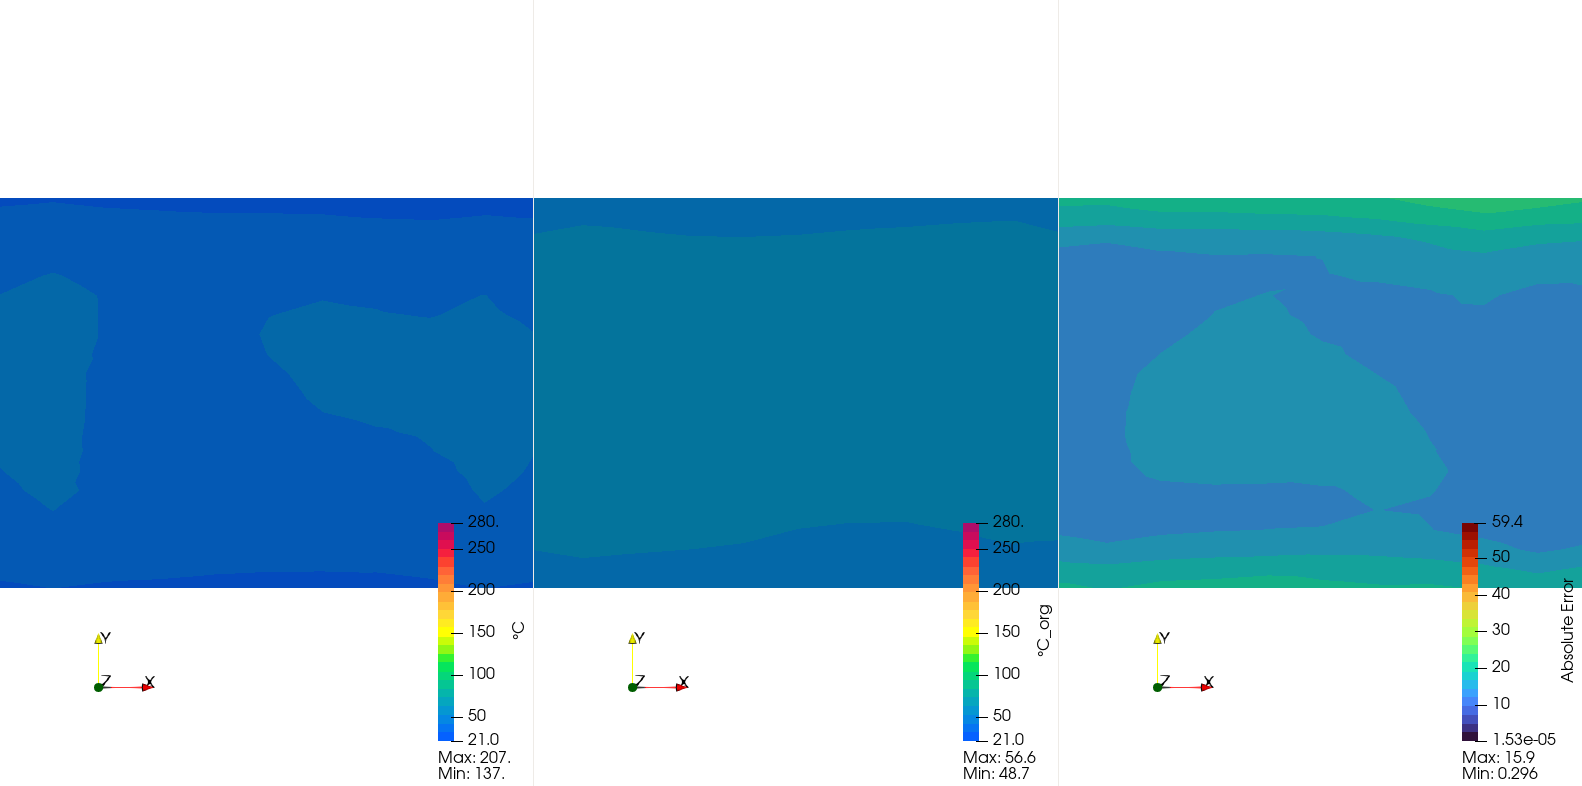 280.
250
200
150
100
50
21.0
°C
Max: 207.
Min: 137.
Y
Z
X
280.
250
200
150
100
50
21.0
°C_org
Max: 56.6
Min: 48.7
Y
Z
X
59.4
50
40
30
20
10
1.53e-05
Absolute Error
Max: 15.9
Min: 0.296
Y
Z
X